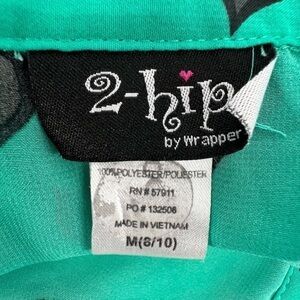 2-hip
by Wrapper
100%POLYESTER/POLIESTER
RN # 57911
PO # 132506
MADE IN VIETNAM
M(8/10)